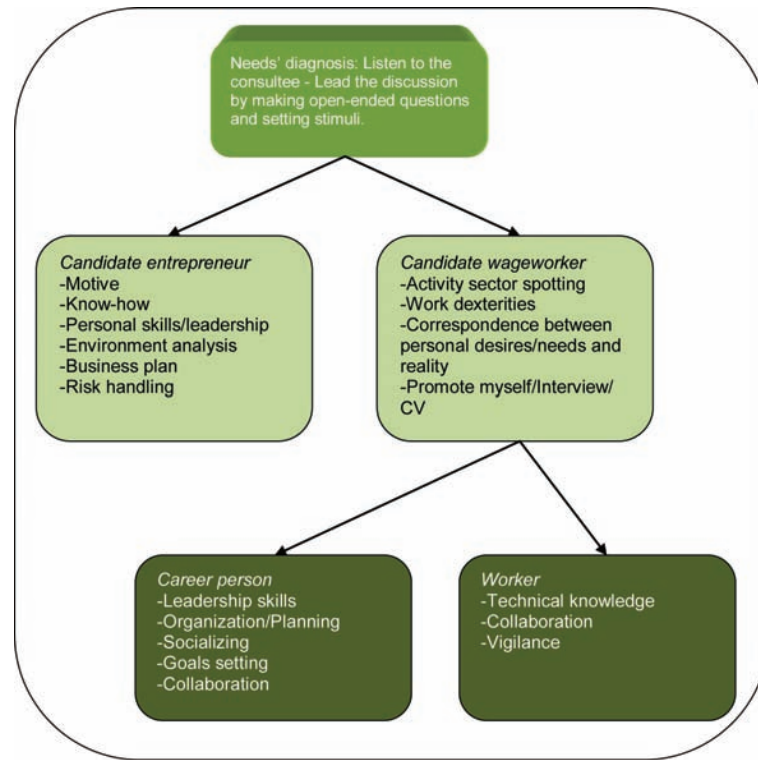 Needs' diagnosis: Listen to the
consultee - Lead the discussion
by making open-ended questions
and setting stimuli.
Candidate entrepreneur
-Motive
-Know-how
-Personal skills/leadership
-Environment analysis
-Business plan
-Risk handling
Candidate wageworker
-Activity sector spotting
-Work dexterities
-Correspondence between
personal desires/needs and
reality
-Promote myself/Interview/
CV
Career person
-Leadership skills
-Organization/Planning
-Socializing
-Goals setting
-Collaboration
Worker
-Technical knowledge
-Collaboration
-Vigilance